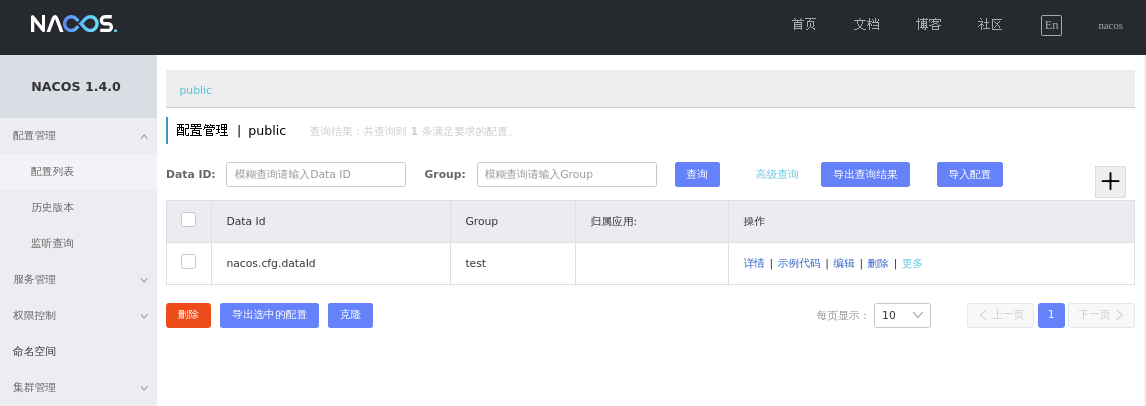 NACOS.
首页 文档 博客 社区 En nacos
NACOS 1.4.0
配置管理
配置列表
历史版本
监听查询
服务管理
权限控制
命名空间
集群管理
public
配置管理 | public 查询结果：共查询到 1 条满足要求的配置。
Data ID: 模糊查询请输入Data ID Group: 模糊查询请输入Group 查询 高级查询 导出查询结果 导入配置
Data Id Group 归属应用: 操作
nacos.cfg.dataId test 详情 | 示例代码 | 编辑 | 删除 | 更多
删除 导出选中的配置 克隆 每页显示： 10 上一页 1 下一页